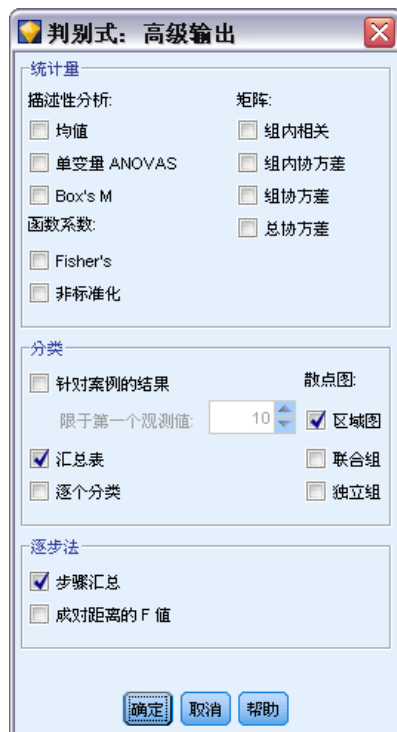 判别式：高级输出
统计量
描述性分析:
均值
单变量 ANOVAS
Box's M
函数系数:
Fisher's
非标准化
矩阵:
组内相关
组内协方差
组协方差
总协方差
分类
针对案例的结果
限于第一个观测值: 10
汇总表
逐个分类
散点图:
区域图
联合组
独立组
逐步法
步骤汇总
成对距离的 F 值
确定 取消 帮助